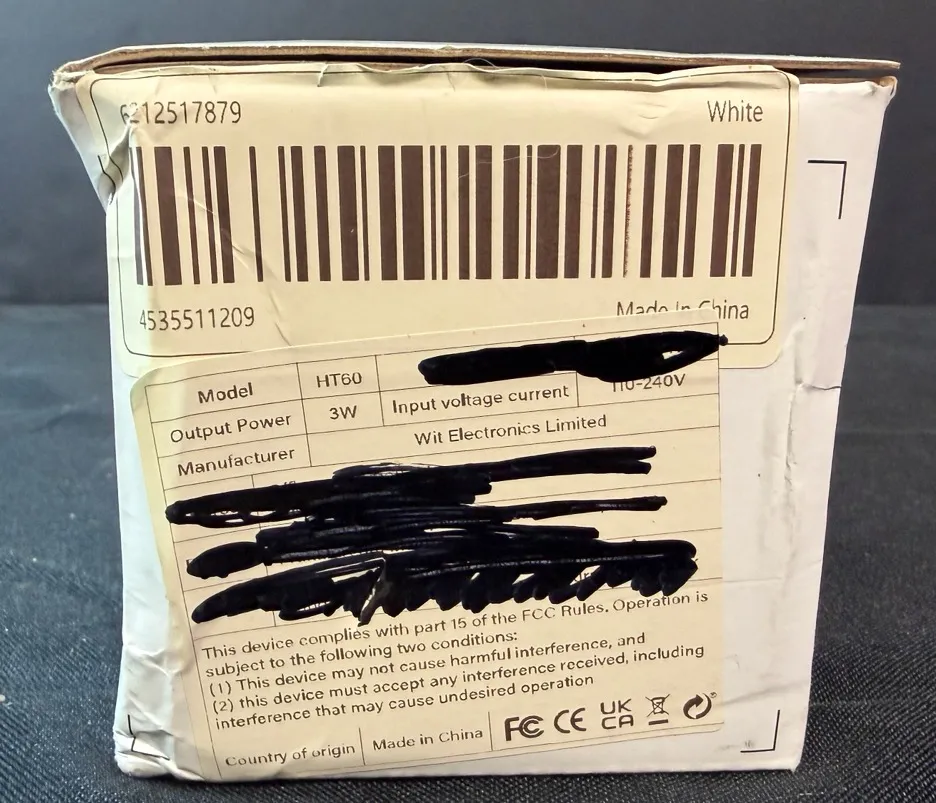 6212517879 White
4535511209 Made In China
Model HT60
Output Power 3W Input voltage current 110-240V
Manufacturer Wit Electronics Limited
This device complies with part 15 of the FCC Rules. Operation is
subject to the following two conditions:
(1) This device may not cause harmful interference, and
(2) this device must accept any interference received, including
interference that may cause undesired operation
Country of origin Made in China FC CE UK
CA